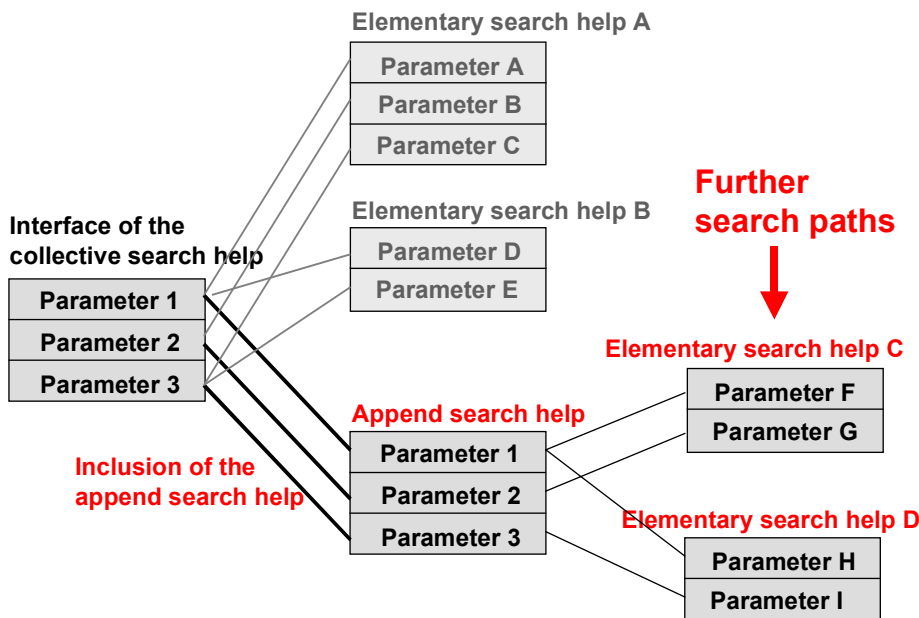 Elementary search help A
Parameter A
Parameter B
Parameter C
Elementary search help B
Parameter D
Parameter E
Interface of the
collective search help
Parameter 1
Parameter 2
Parameter 3
Inclusion of the
append search help
Append search help
Parameter 1
Parameter 2
Parameter 3
Further
search paths
Elementary search help C
Parameter F
Parameter G
Elementary search help D
Parameter H
Parameter I